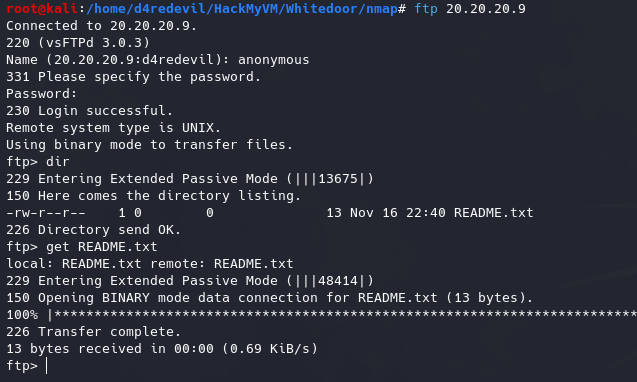 root@kali:/home/d4redevil/HackMyVM/Whitedoor/nmap# ftp 20.20.20.9
Connected to 20.20.20.9.
220 (vsFTPd 3.0.3)
Name (20.20.20.9:d4redevil): anonymous
331 Please specify the password.
Password:
230 Login successful.
Remote system type is UNIX.
Using binary mode to transfer files.
ftp> dir
229 Entering Extended Passive Mode (|||13675|)
150 Here comes the directory listing.
-rw-r--r--    1 0        0              13 Nov 16 22:40 README.txt
226 Directory send OK.
ftp> get README.txt
local: README.txt remote: README.txt
229 Entering Extended Passive Mode (|||48414|)
150 Opening BINARY mode data connection for README.txt (13 bytes).
100% |**************************************************************************
226 Transfer complete.
13 bytes received in 00:00 (0.69 KiB/s)
ftp>